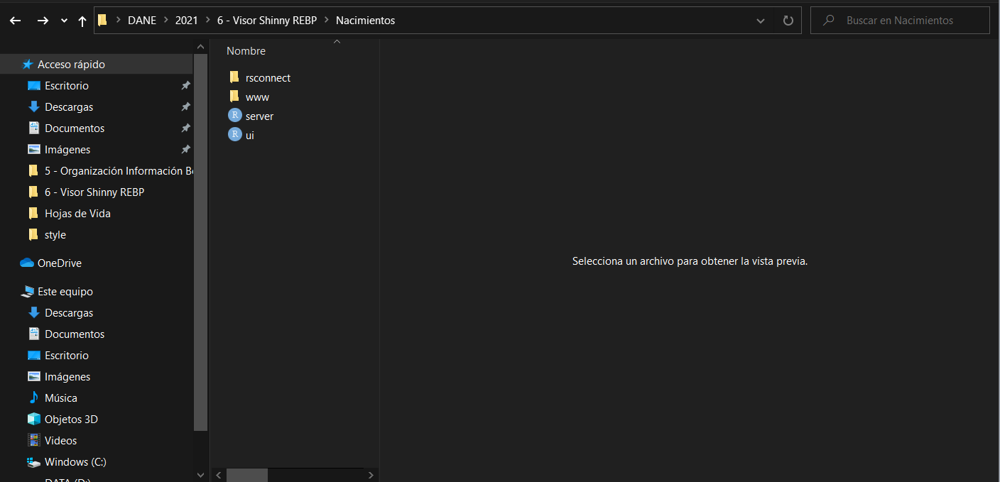 DANE > 2021 > 6 - Visor Shinny REBP > Nacimientos
Buscar en Nacimientos
Acceso rápido
Escritorio
Descargas
Documentos
Imágenes
5 - Organización Información
6 - Visor Shinny REBP
Hojas de Vida
style
OneDrive
Este equipo
Descargas
Documentos
Escritorio
Imágenes
Música
Objetos 3D
Videos
Windows (C:)
DATA (D:)
Nombre
rsconnect
www
R server
R ui
Selecciona un archivo para obtener la vista previa.